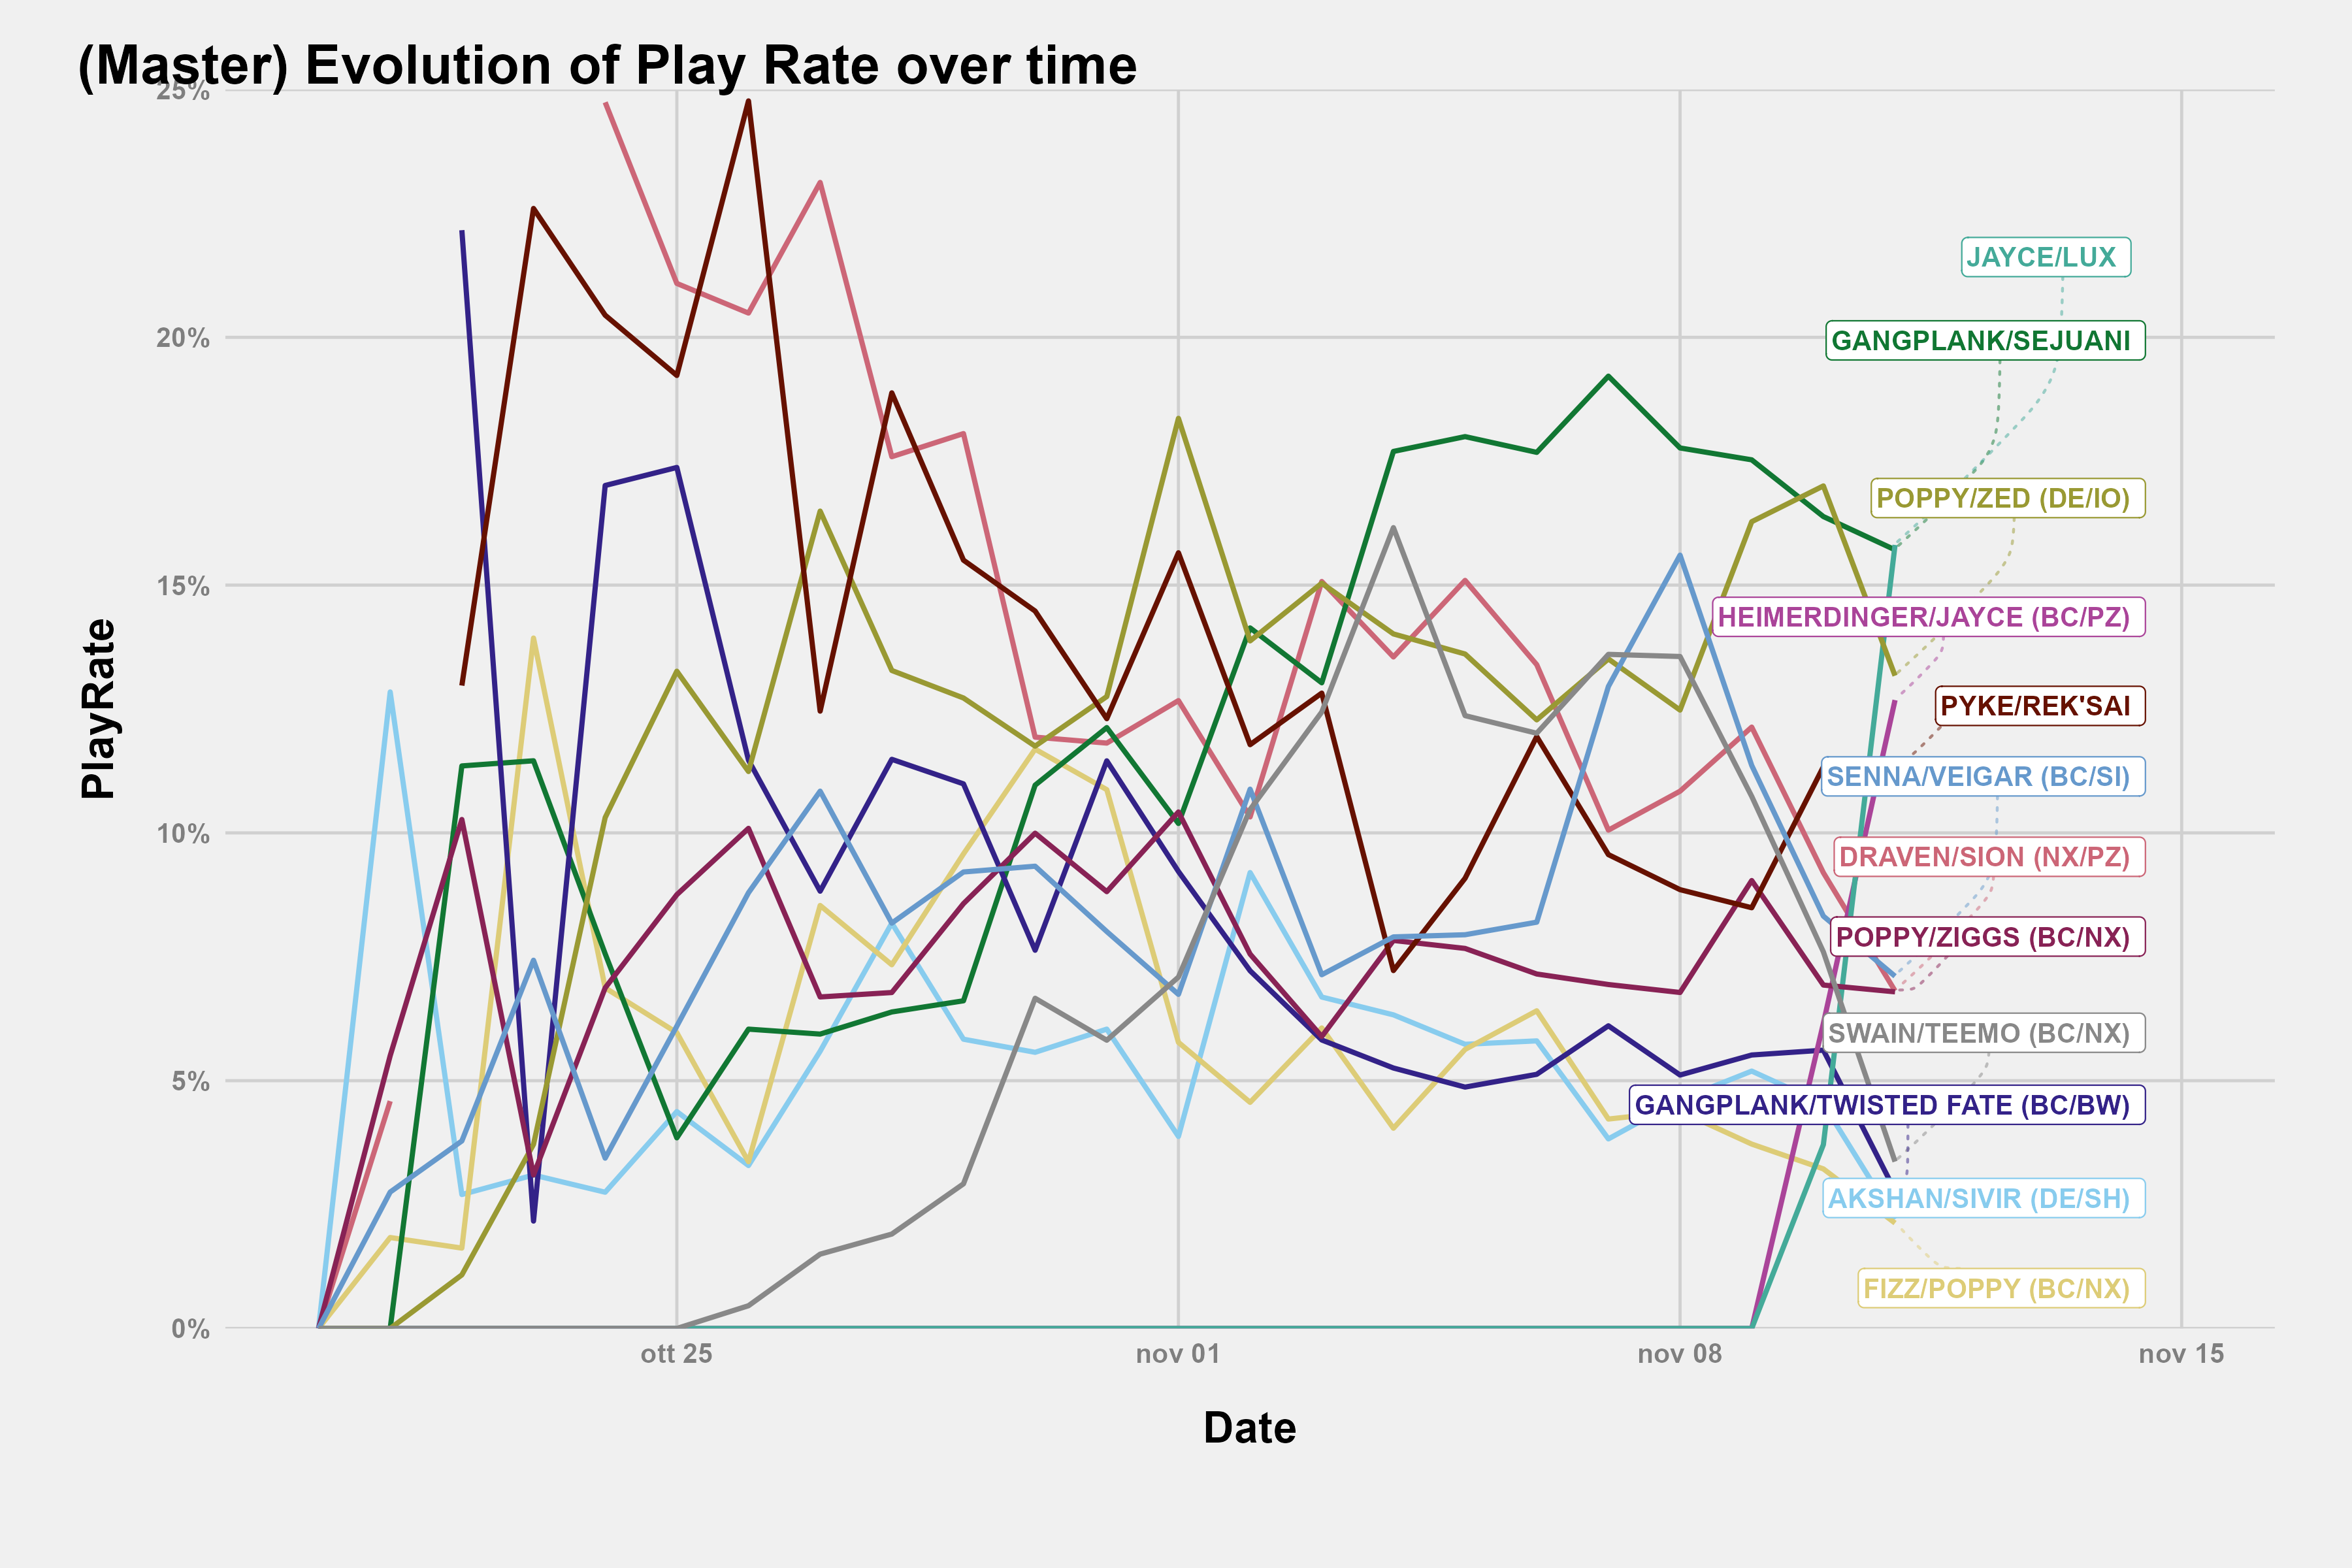 (Master) Evolution of Play Rate over time
25%
20%
15%
10%
5%
0%
PlayRate
JAYCE/LUX
GANGPLANK/SEJUANI
POPPY/ZED (DE/IO)
HEIMERDINGER/JAYCE (BC/PZ)
PYKE/REK'SAI
SENNA/VEIGAR (BC/SI)
DRAVEN/SION (NX/PZ)
POPPY/ZIGGS (BC/NX)
SWAIN/TEEMO (BC/NX)
GANGPLANK/TWISTED FATE (BC/BW)
AKSHAN/SIVIR (DE/SH)
FIZZ/POPPY (BC/NX)
ott 25
nov 01
nov 08
nov 15
Date